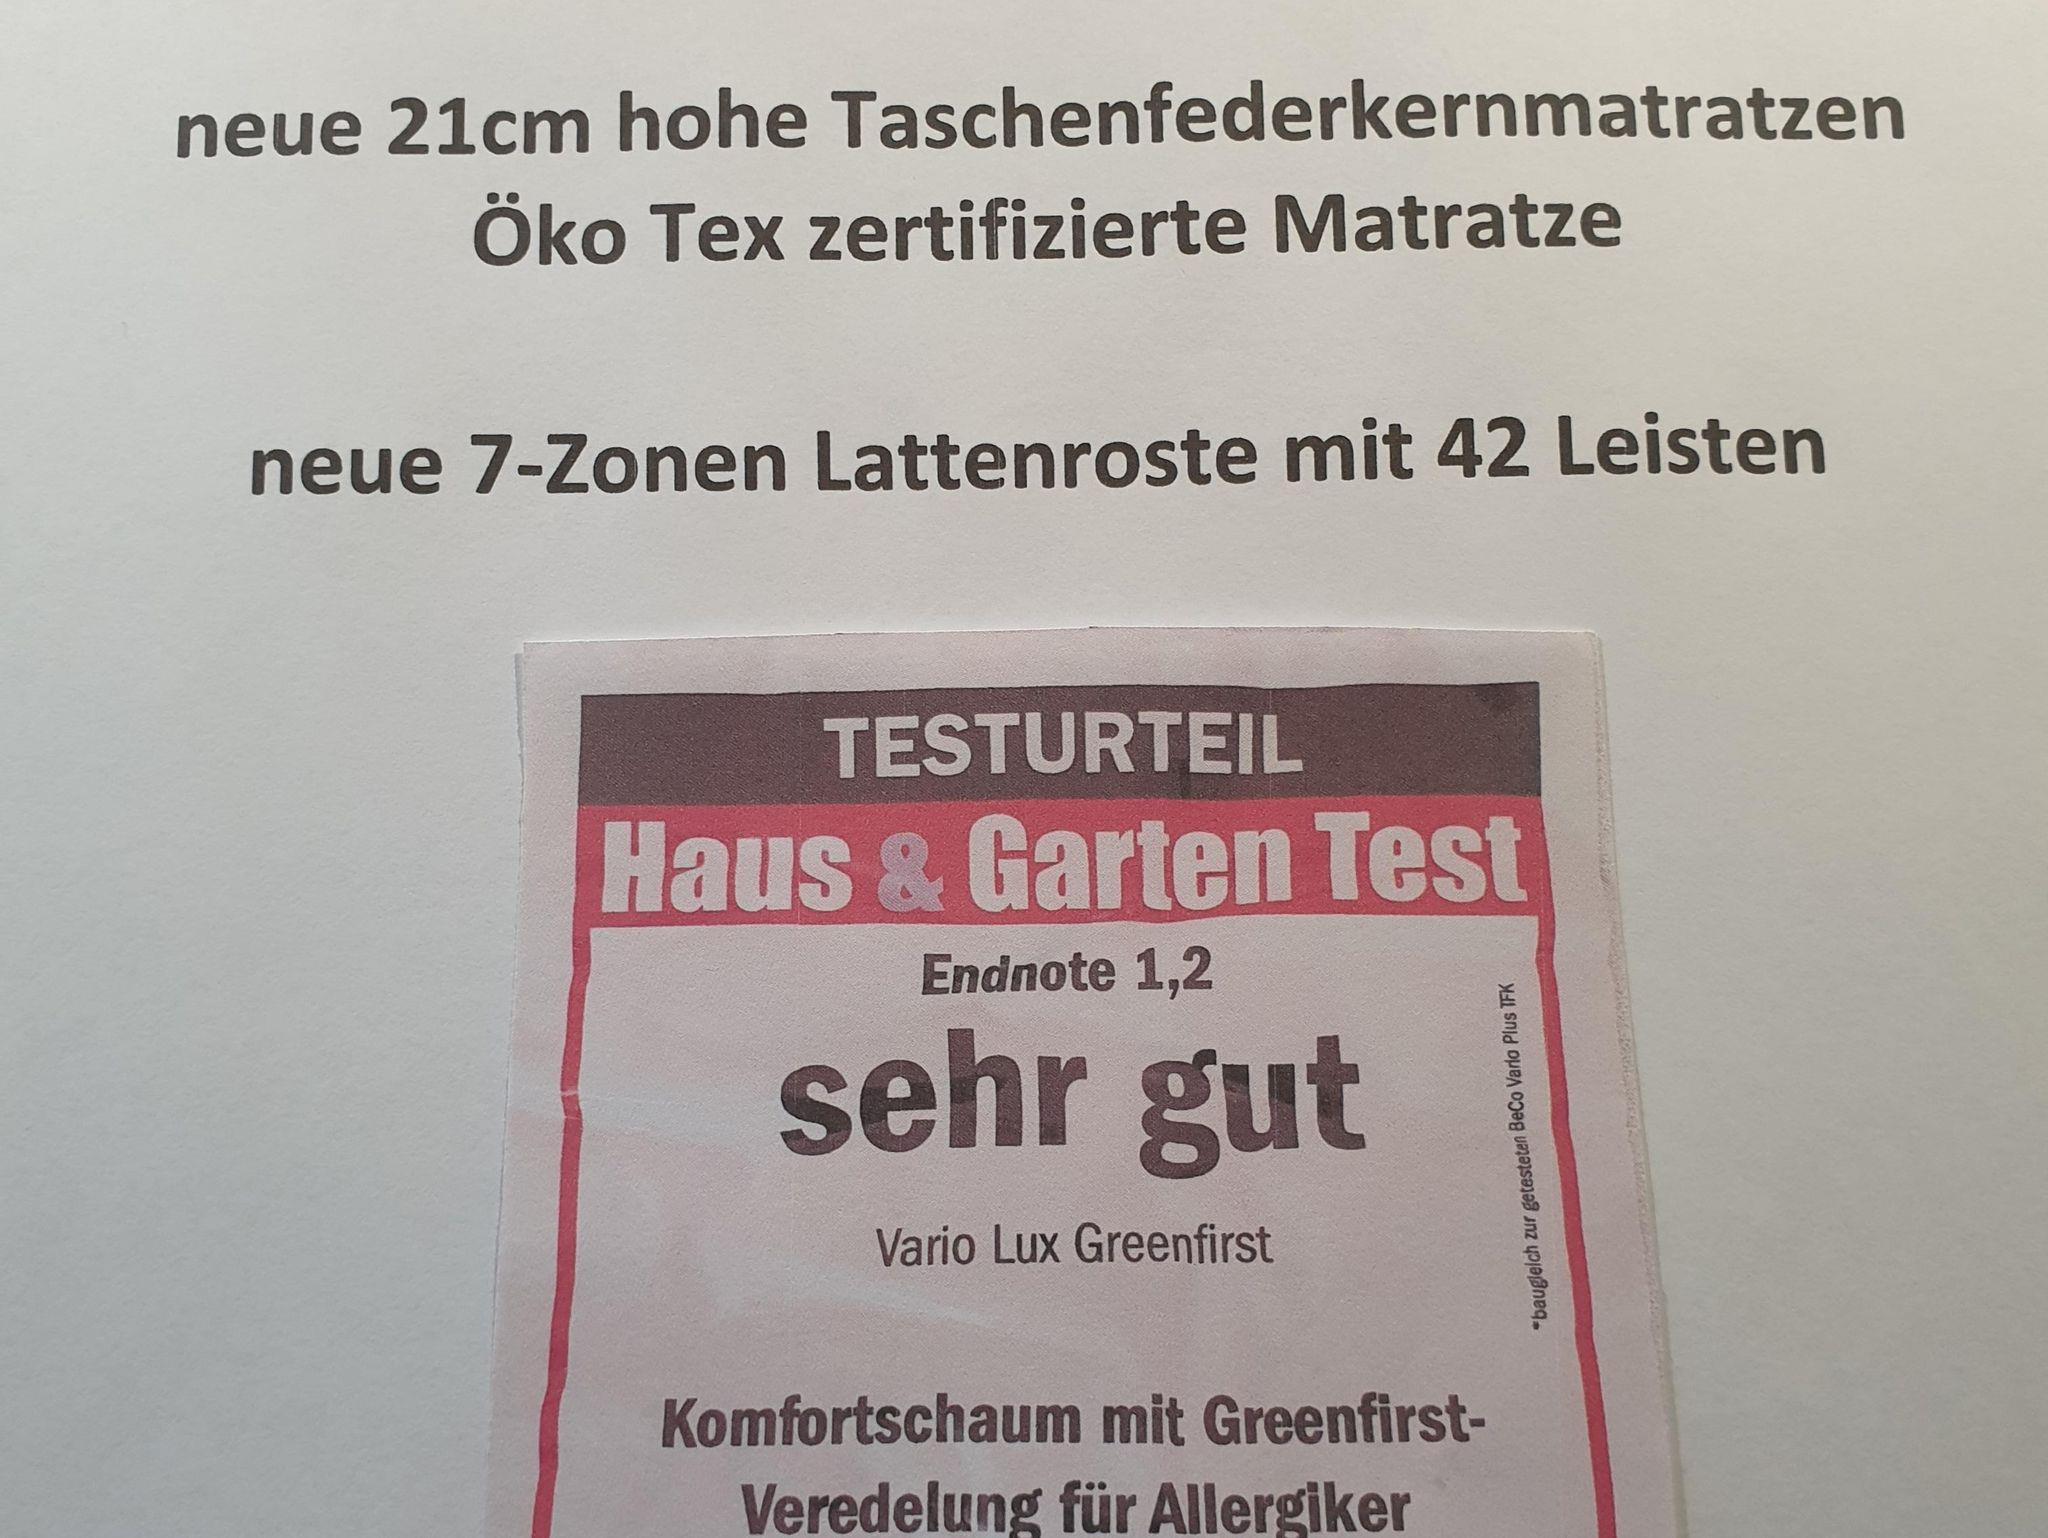 neue 21cm hohe Taschenfederkernmatratzen
Öko Tex zertifizierte Matratze
neue 7-Zonen Lattenroste mit 42 Leisten
TESTURTEIL
Haus & Garten Test
Endnote 1,2
sehr gut
Vario Lux Greenfirst
*baugleich zur getesteten BeCo Vario Plus TFK
Komfortschaum mit Greenfirst-
Veredelung für Allergiker